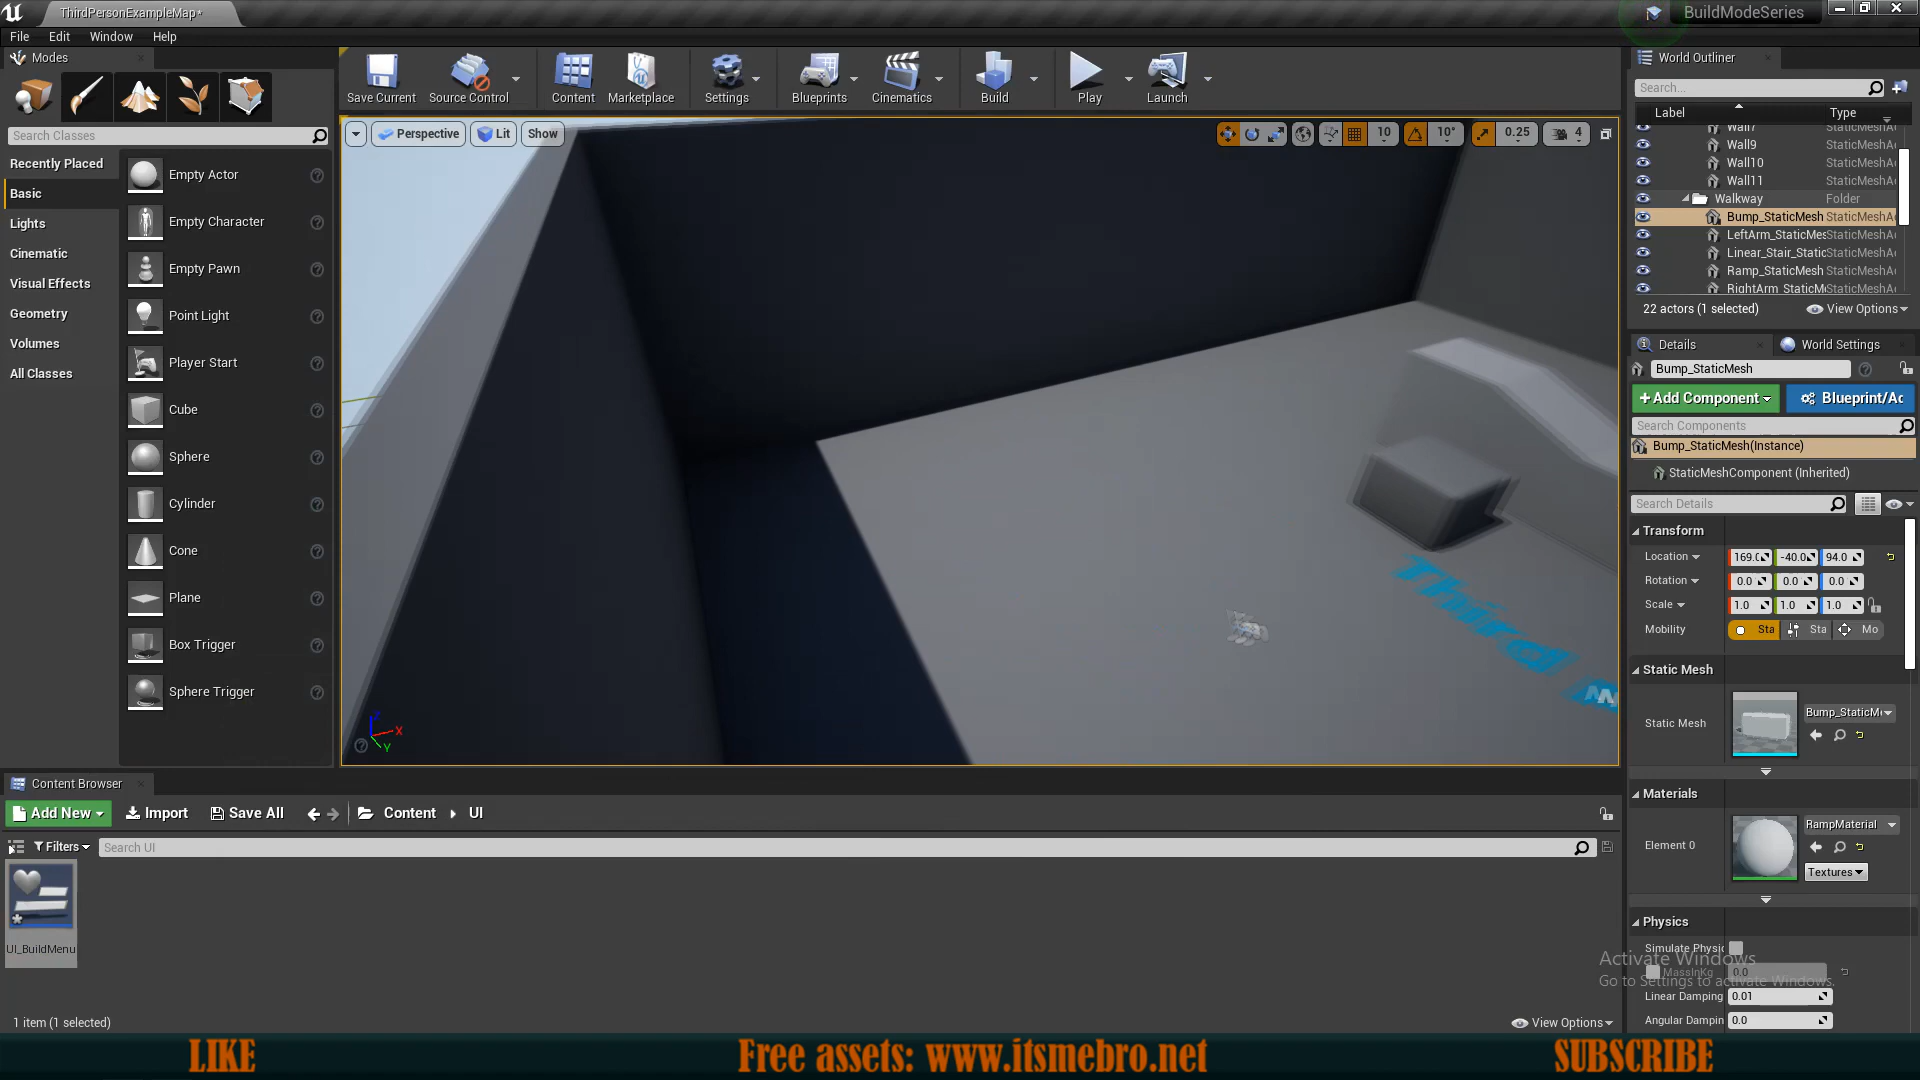 ThirdPersonExampleMap*
BuildModeSeries
File Edit Window Help
Modes
Save Current
Source Control
Content
Marketplace
Settings
Blueprints
Cinematics
Build
Play
Launch
Search Classes
Recently Placed
Basic
Lights
Cinematic
Visual Effects
Geometry
Volumes
All Classes
Empty Actor
Empty Character
Empty Pawn
Point Light
Player Start
Cube
Sphere
Cylinder
Cone
Plane
Box Trigger
Sphere Trigger
Perspective Lit Show
10 10° 0.25 4
Third
X
Y
Z
World Outliner
Search...
Label Type
Wall7 StaticMeshA
Wall9 StaticMeshA
Wall10 StaticMeshA
Wall11 StaticMeshA
Walkway Folder
Bump_StaticMesh StaticMeshA
LeftArm_StaticMes StaticMeshA
Linear_Stair_Static StaticMeshA
Ramp_StaticMesh StaticMeshA
RightArm_StaticM StaticMeshA
22 actors (1 selected) View Options
Details World Settings
Bump_StaticMesh
+Add Component Blueprint/Ac
Search Components
Bump_StaticMesh(Instance)
StaticMeshComponent (Inherited)
Search Details
Transform
Location 169.0 -40.0 94.0
Rotation 0.0 0.0 0.0
Scale 1.0 1.0 1.0
Mobility Sta Sta Mo
Static Mesh
Static Mesh Bump_StaticM
Materials
Element 0 RampMaterial
Textures
Physics
Simulate Physic
MassInKg 0.0
Linear Damping 0.01
Angular Dampin 0.0
Activate Windows
Go to Settings to activate Windows.
Content Browser
Add New Import Save All Content UI
Filters Search UI
UI_BuildMenu
1 item (1 selected) View Options
LIKE Free assets: www.itsmebro.net SUBSCRIBE